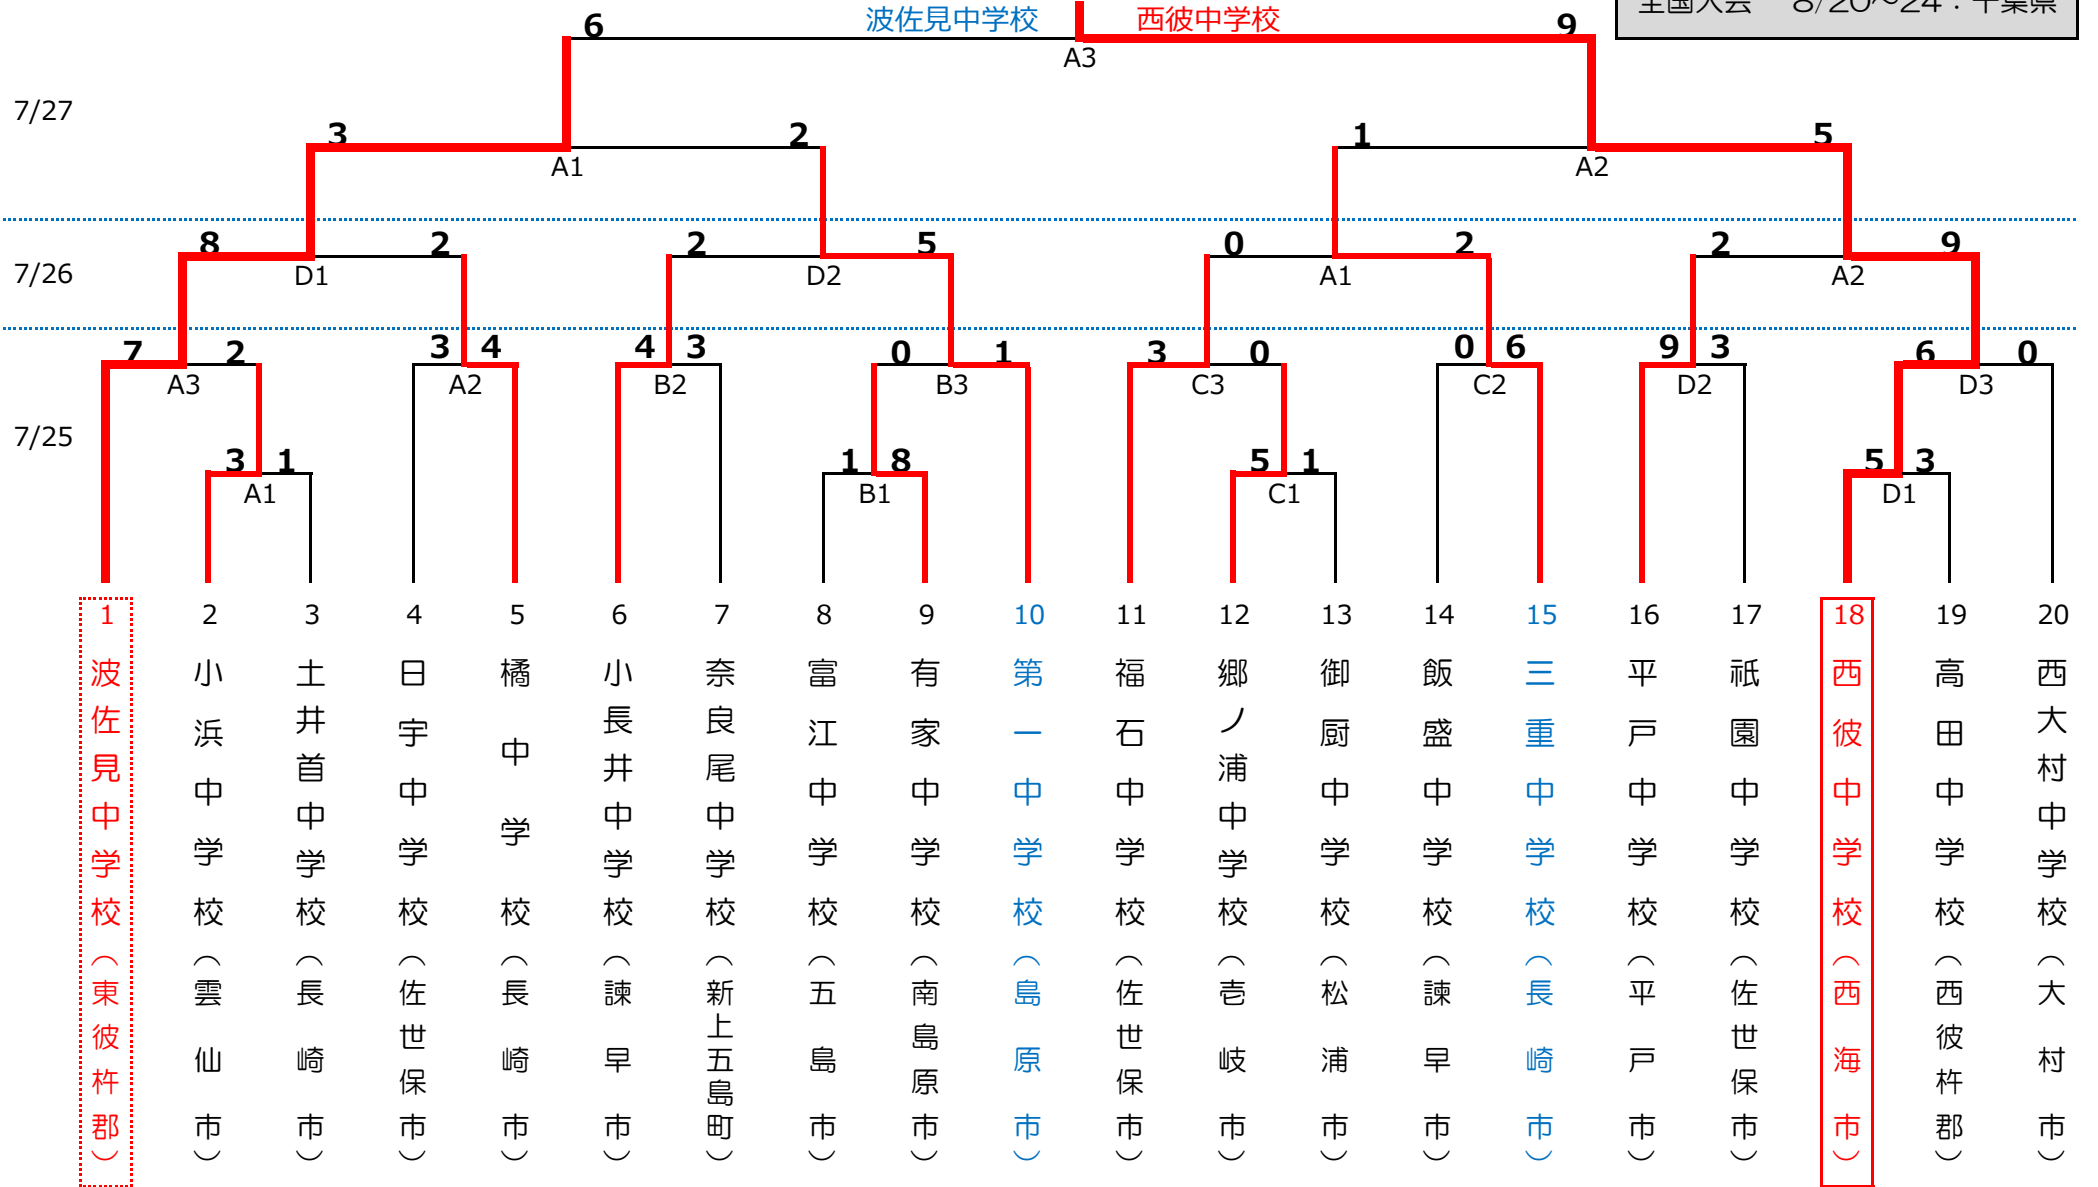 全国大会 8/20～24：千葉県
波佐見中学校 西彼中学校
6 9
A3
7/27
3 2 1 5
A1 A2
8 2 2 5 0 2 2 9
7/26
D1 D2 A1 A2
7 2 3 4 4 3 0 1 3 0 0 6 9 3 6 0
A3 A2 B2 B3 C3 C2 D2 D3
7/25
3 1 1 8 5 1 5 3
A1 B1 C1 D1
1 波佐見中学校（東彼杵郡）
2 小浜中学校（雲仙市）
3 土井首中学校（長崎市）
4 日宇中学校（佐世保市）
5 橘中学校（長崎市）
6 小長井中学校（諫早市）
7 奈良尾中学校（新上五島町）
8 富江中学校（五島市）
9 有家中学校（南島原市）
10 第一中学校（島原市）
11 福石中学校（佐世保市）
12 郷ノ浦中学校（壱岐市）
13 御厨中学校（松浦市）
14 飯盛中学校（諫早市）
15 三重中学校（長崎市）
16 平戸中学校（平戸市）
17 祇園中学校（佐世保市）
18 西彼中学校（西海市）
19 高田中学校（西彼杵郡）
20 西大村中学校（大村市）